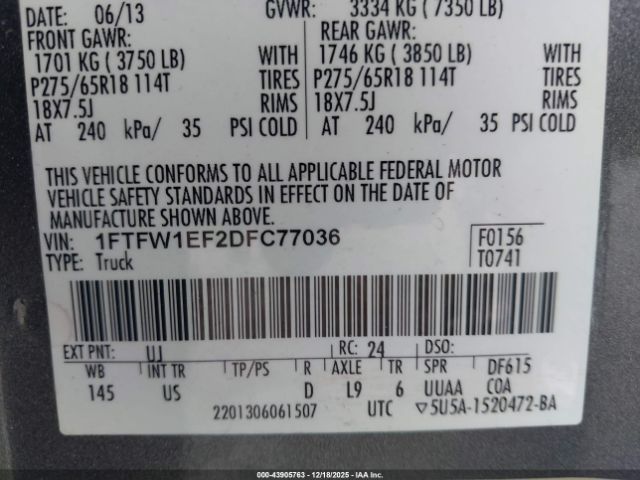 DATE: 06/13 GVWR: 3334 KG ( 7350 LB)
FRONT GAWR: REAR GAWR:
1701 KG ( 3750 LB) WITH 1746 KG ( 3850 LB) WITH
P275/65R18 114T TIRES P275/65R18 114T TIRES
18X7.5J RIMS 18X7.5J RIMS
AT 240 kPa/ 35 PSI COLD AT 240 kPa/ 35 PSI COLD
THIS VEHICLE CONFORMS TO ALL APPLICABLE FEDERAL MOTOR
VEHICLE SAFETY STANDARDS IN EFFECT ON THE DATE OF
MANUFACTURE SHOWN ABOVE.
VIN: 1FTFW1EF2DFC77036 F0156
TYPE: Truck T0741
EXT PNT: UJ RC: 24 DSO:
WB INT TR TP/PS R AXLE TR SPR DF615
145 US D L9 6 UUAA COA
2201306061507 UTC ▽5U5A-1520472-BA
000-43905763 - 12/18/2025 - IAA Inc.